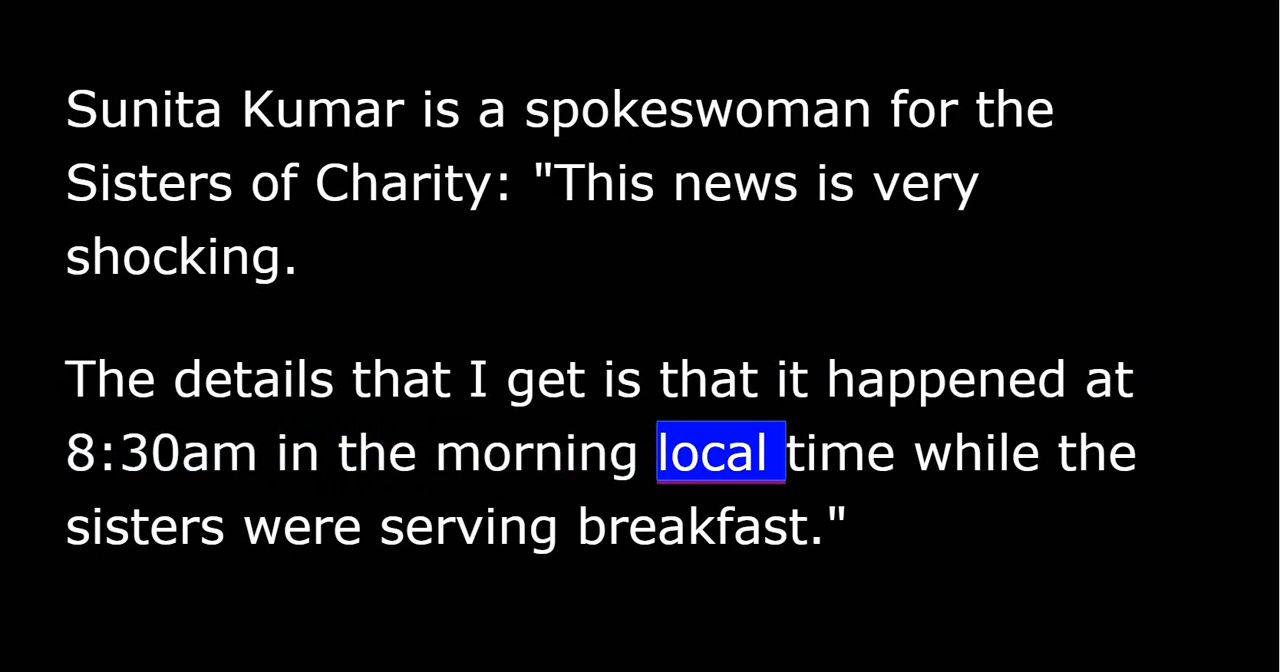 Sunita Kumar is a spokeswoman for the
Sisters of Charity: "This news is very
shocking.
The details that I get is that it happened at
8:30am in the morning local time while the
sisters were serving breakfast."